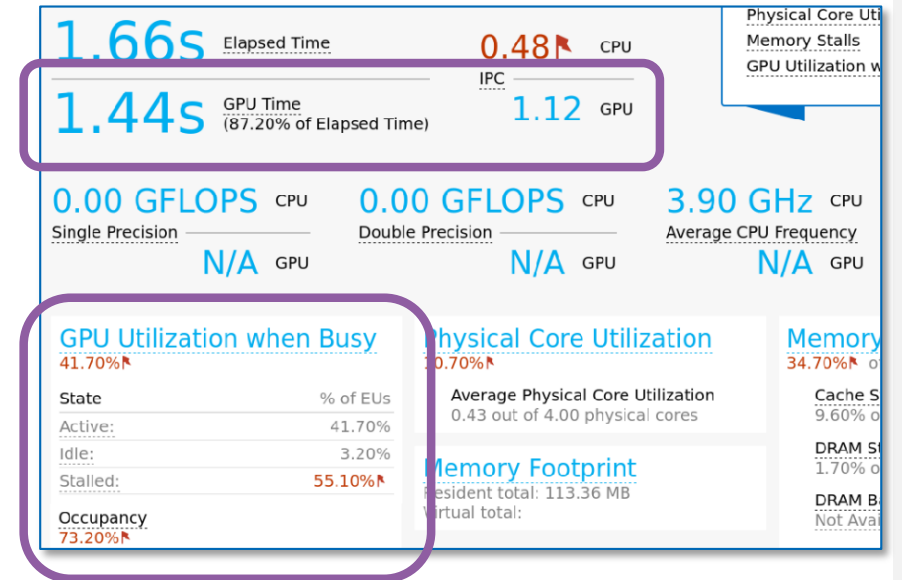 1.66s Elapsed Time
0.48 CPU
IPC
1.44s GPU Time
(87.20% of Elapsed Time)
1.12 GPU
Physical Core Uti
Memory Stalls
GPU Utilization w
0.00 GFLOPS CPU
Single Precision
N/A GPU
0.00 GFLOPS CPU
Double Precision
N/A GPU
3.90 GHz CPU
Average CPU Frequency
N/A GPU
GPU Utilization when Busy
41.70%
State % of EUs
Active: 41.70%
Idle: 3.20%
Stalled: 55.10%
Occupancy
73.20%
Physical Core Utilization
0.70%
Average Physical Core Utilization
0.43 out of 4.00 physical cores
Memory Footprint
Resident total: 113.36 MB
Virtual total:
Memory
34.70% o
Cache S
9.60% o
DRAM St
1.70% o
DRAM B
Not Avai